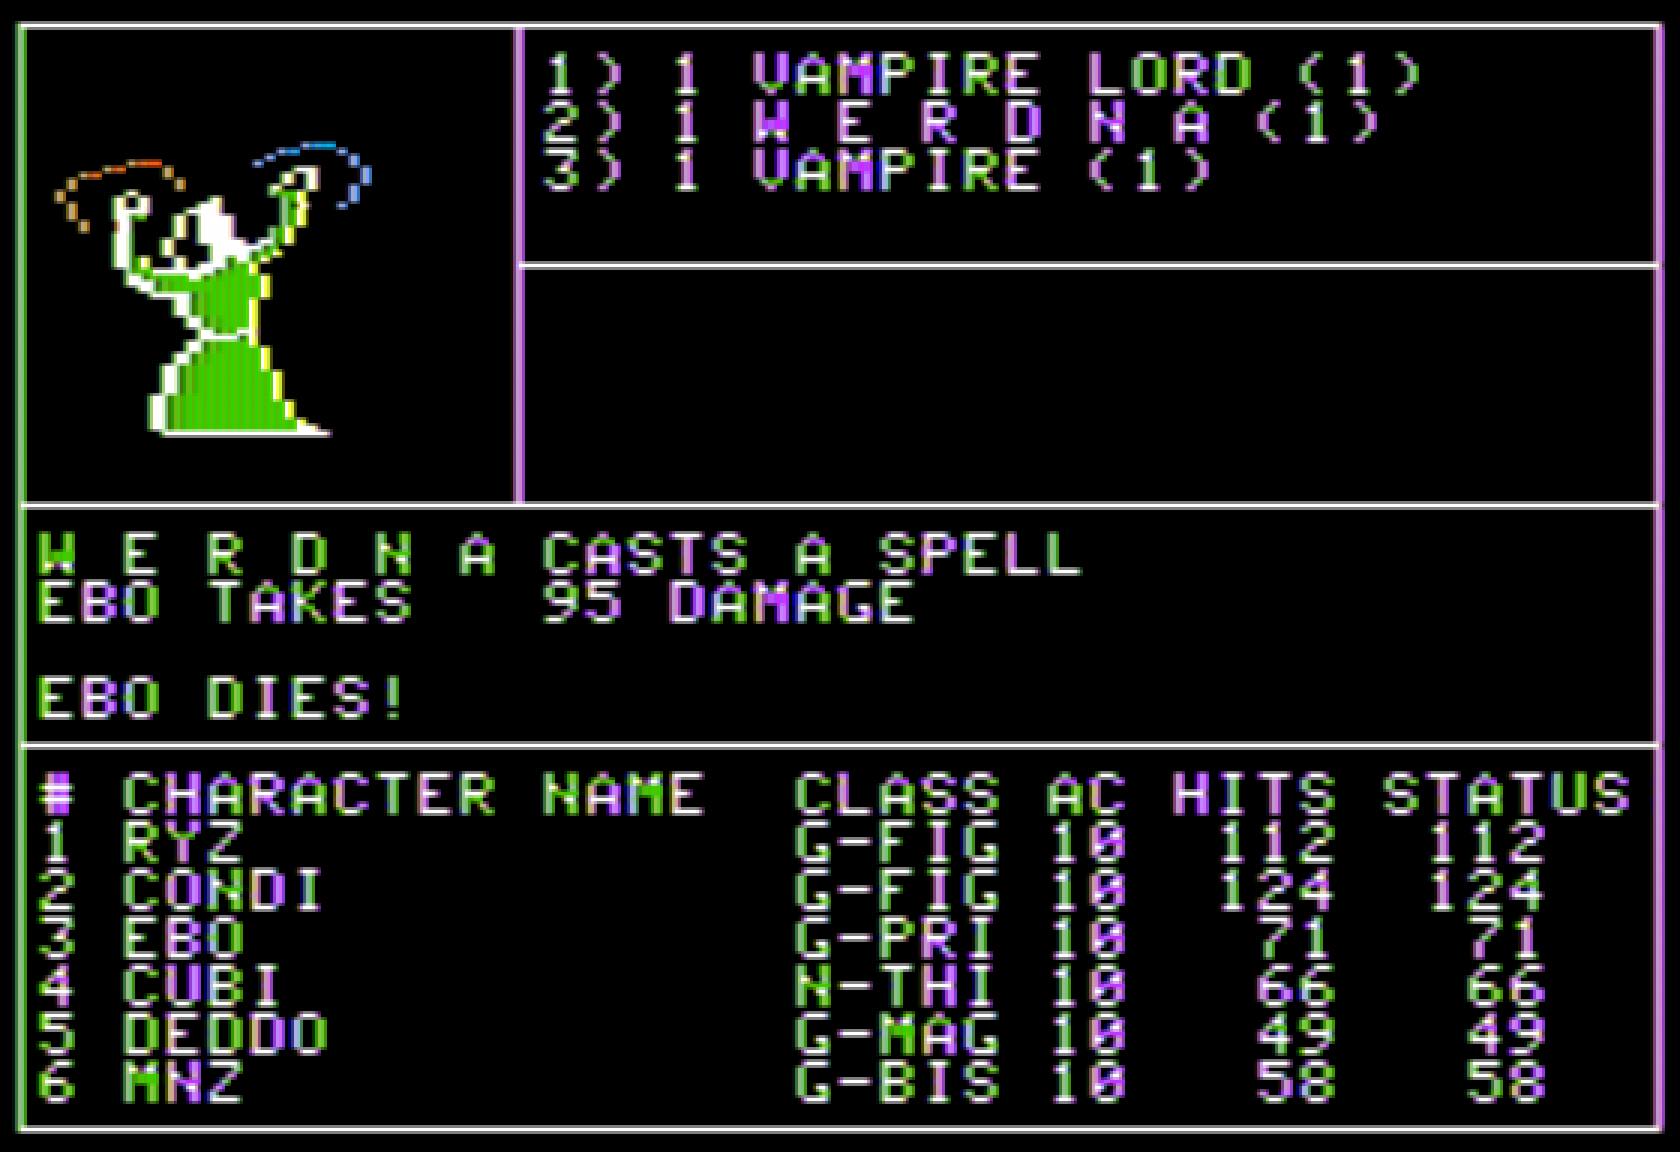 1) 1 VAMPIRE LORD (1)
2) 1 W E R D N A (1)
3) 1 VAMPIRE (1)
W E R D N A CASTS A SPELL
EBO TAKES 95 DAMAGE
EBO DIES!
# CHARACTER NAME CLASS AC HITS STATUS
1 RYZ G-FIG 10 112 112
2 CONDI G-FIG 10 124 124
3 EBO G-PRI 10 71 71
4 CUBI N-THI 10 66 66
5 DEDDO G-MAG 10 49 49
6 MNZ G-BIS 10 58 58